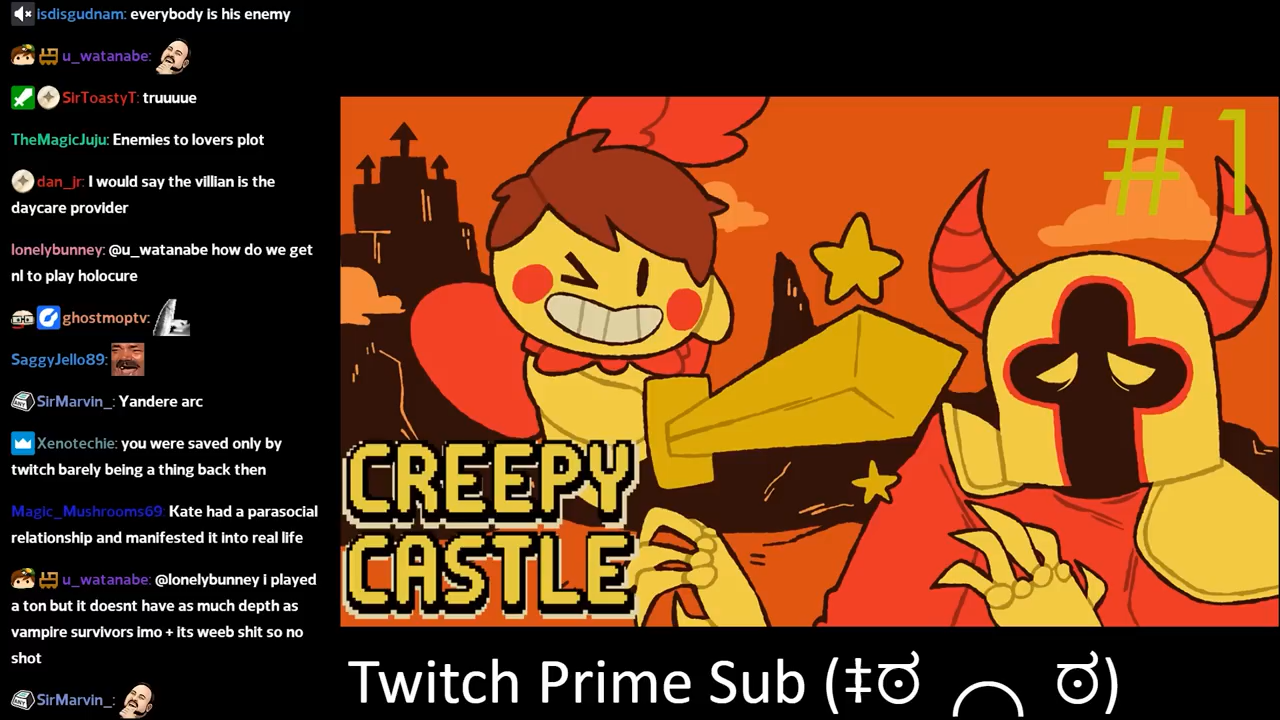 isdisgudnam: everybody is his enemy
u_watanabe:
SirToastyT: truuuue
TheMagicJuju: Enemies to lovers plot
dan_jr: I would say the villian is the
daycare provider
lonelybunney: @u_watanabe how do we get
nl to play holocure
ghostmoptv:
SaggyJello89:
SirMarvin_: Yandere arc
Xenotechie: you were saved only by
twitch barely being a thing back then
Magic_Mushrooms69: Kate had a parasocial
relationship and manifested it into real life
u_watanabe: @lonelybunney i played
a ton but it doesnt have as much depth as
vampire survivors imo + its weeb shit so no
shot
SirMarvin_:
#1
CREEPY
CASTLE
Twitch Prime Sub (‡ಠ ╭╮ ಠ)